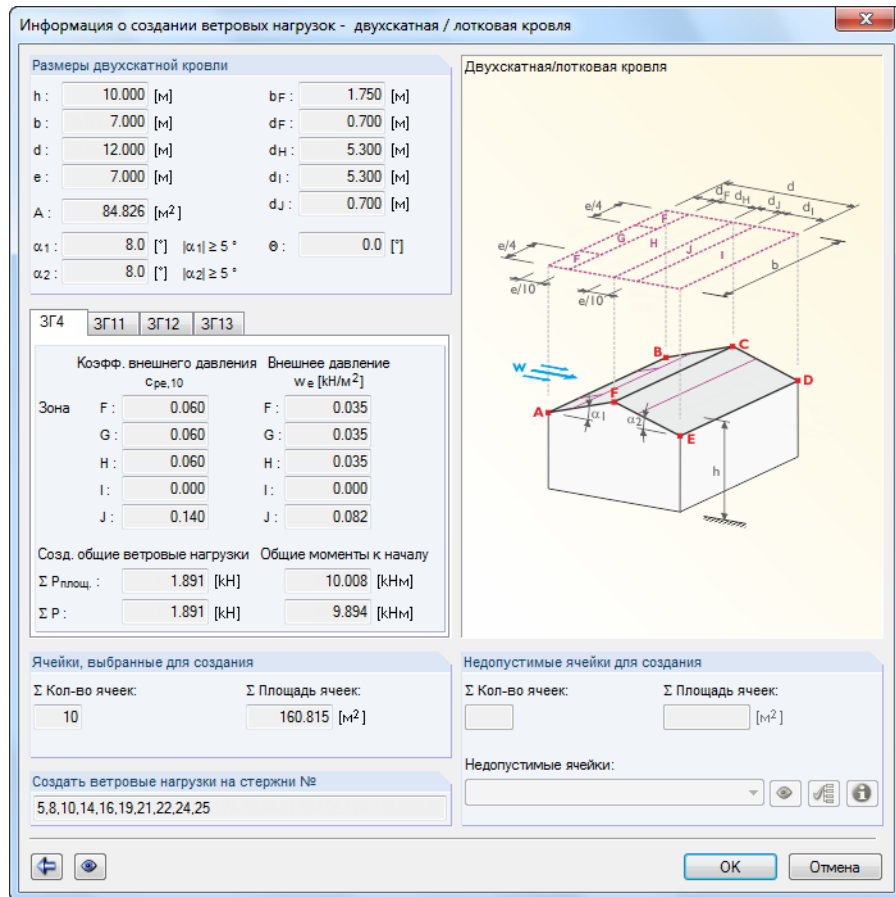 Информация о создании ветровых нагрузок - двухскатная / лотковая кровля
Размеры двухскатной кровли
h : 10.000 [м] bF : 1.750 [м]
b : 7.000 [м] dF : 0.700 [м]
d : 12.000 [м] dH : 5.300 [м]
e : 7.000 [м] dI : 5.300 [м]
A : 84.826 [м²] dJ : 0.700 [м]
α1 : 8.0 [°] |α1| ≥ 5 ° Θ : 0.0 [°]
α2 : 8.0 [°] |α2| ≥ 5 °
ЗГ4 ЗГ11 ЗГ12 ЗГ13
Коэфф. внешнего давления Внешнее давление
cpe,10 we [kН/м²]
Зона F : 0.060 F : 0.035
G : 0.060 G : 0.035
H : 0.060 H : 0.035
I : 0.000 I : 0.000
J : 0.140 J : 0.082
Созд. общие ветровые нагрузки Общие моменты к началу
Σ Pплощ. : 1.891 [kН] 10.008 [kНм]
Σ P : 1.891 [kН] 9.894 [kНм]
Двухскатная/лотковая кровля
d
dF dH dJ dI
e/4
e/4
F
G
H
F
J
I
b
e/10
e/10
W
B
C
A
F
D
E
α1
α2
h
Ячейки, выбранные для создания
Σ Кол-во ячеек: Σ Площадь ячеек:
10 160.815 [м²]
Создать ветровые нагрузки на стержни №
5,8,10,14,16,19,21,22,24,25
Недопустимые ячейки для создания
Σ Кол-во ячеек: Σ Площадь ячеек:
[м²]
Недопустимые ячейки:
OK Отмена